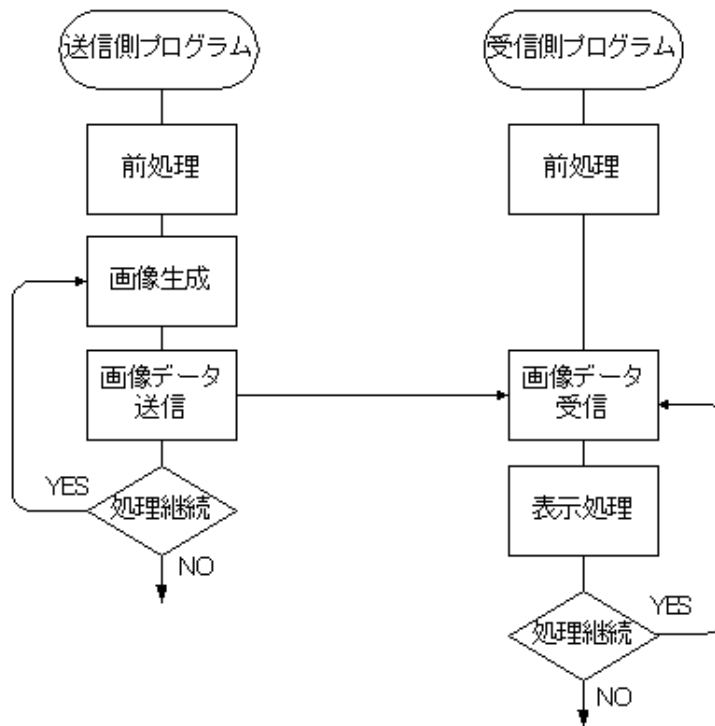 送信側プログラム
前処理
画像生成
画像データ
送信
YES
処理継続
NO
受信側プログラム
前処理
画像データ
受信
表示処理
YES
処理継続
NO